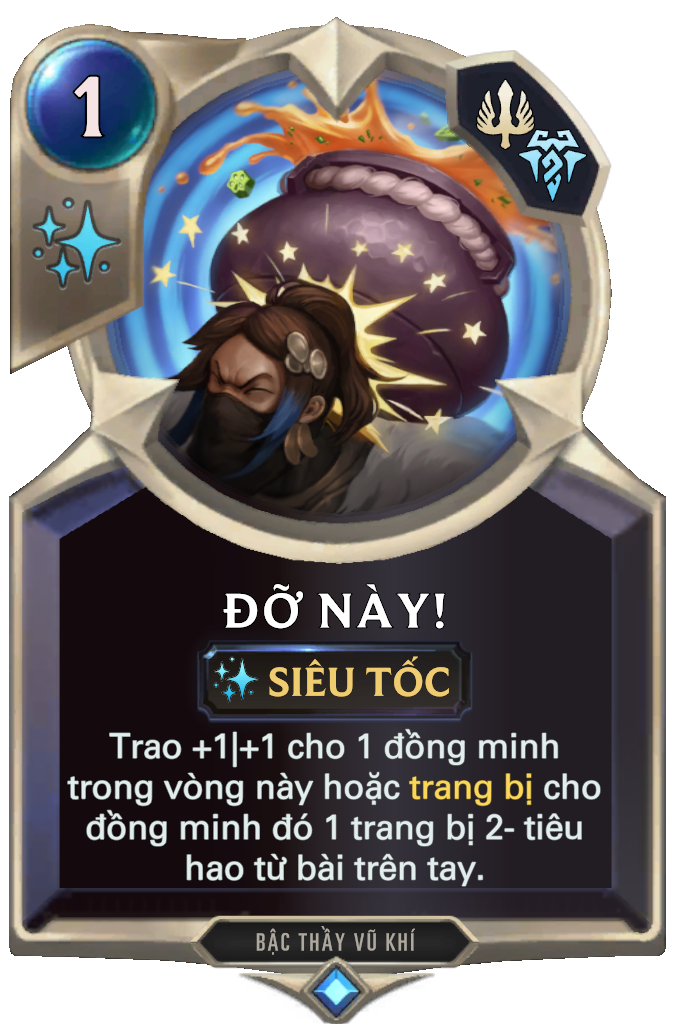 1
ĐỠ NÀY!
SIÊU TỐC
Trao +1|+1 cho 1 đồng minh
trong vòng này hoặc trang bị cho
đồng minh đó 1 trang bị 2- tiêu
hao từ bài trên tay.
BẬC THẦY VŨ KHÍ